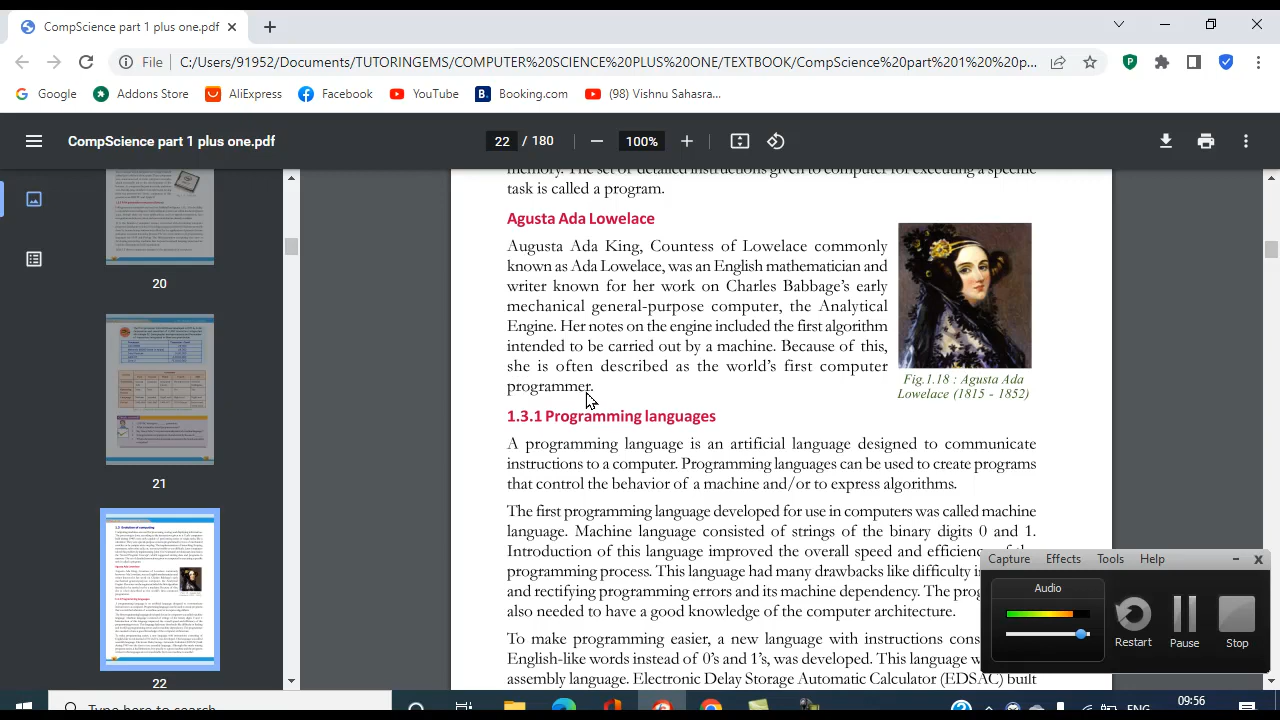 CompScience part 1 plus one.pdf
File
C:/Users/91952/Documents/TUTORINGEMS/COMPUTER%20SCIENCE%20PLUS%20ONE/TEXTBOOK/CompScience%20part%201%20%20p...
Google
Addons Store
AliExpress
Facebook
YouTube
B.
Booking.com
(98) Vishnu Sahasra...
CompScience part 1 plus one.pdf
22 / 180
100%
20
21
22
task is called a program.
Agusta Ada Lowelace
Augusta Ada King, Countess of Lowelace commonly
known as Ada Lowelace, was an English mathematician and
writer known for her work on Charles Babbage's early
mechanical general-purpose computer, the Analytical
Engine. Her notes on the engine included the first algorithm
intended to be carried out by a machine. Because of this,
she is often described as the world's first computer
programmer.
Fig.1.18 : Agusta Ada
Lowelace (1815 - 1852)
1.3.1 Programming languages
A programming language is an artificial language designed to communicate
instructions to a computer. Programming languages can be used to create programs
that control the behavior of a machine and/or to express algorithms.
The first programming language developed for use in computers was called machine
language. Machine language consisted of strings of the binary digits 0 and 1.
Introduction of this language improved the overall speed and efficiency of the
This language had many drawbacks like difficulty in
and removing programming errors and its machine dependency. The
also needed to have a good knowledge of the computer architecture.
To make programming easier, a new language with instructions
English-like words instead of 0's and 1's, was developed. This language
assembly language. Electronic Delay Storage Automatic Calculator (EDSAC) built
Capture
Effects
Tools
Help
Audio
Restart
Pause
Stop
Type here to search
ENG
09:56